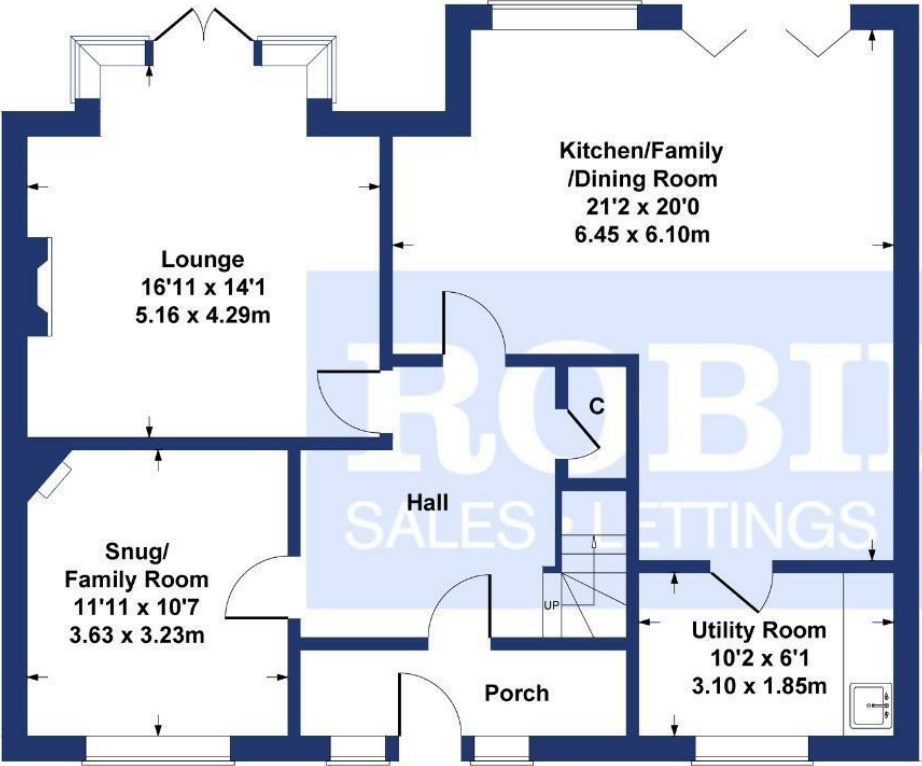 Kitchen/Family
/Dining Room
21'2 x 20'0
6.45 x 6.10m
Lounge
16'11 x 14'1
5.16 x 4.29m
C
Hall
Snug/
Family Room
11'11 x 10'7
3.63 x 3.23m
UP
Utility Room
10'2 x 6'1
3.10 x 1.85m
Porch
SALES • LETTINGS